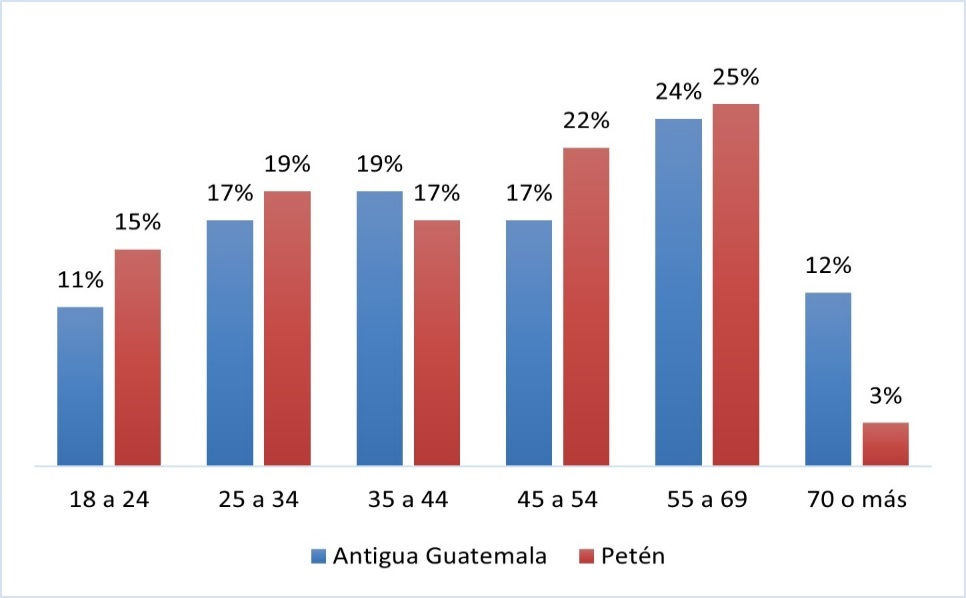 25%
24%
22%
19%
19%
17%
17%
17%
15%
12%
11%
3%
18 a 24
25 a 34
35 a 44
45 a 54
55 a 69
70 o más
Antigua Guatemala
Petén